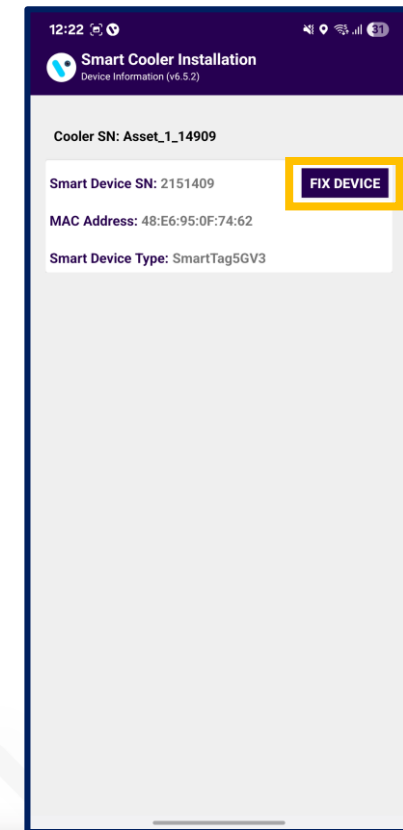 12:22
31
Smart Cooler Installation
Device Information (v6.5.2)
Cooler SN: Asset_1_14909
Smart Device SN: 2151409
FIX DEVICE
MAC Address: 48:E6:95:0F:74:62
Smart Device Type: SmartTag5GV3